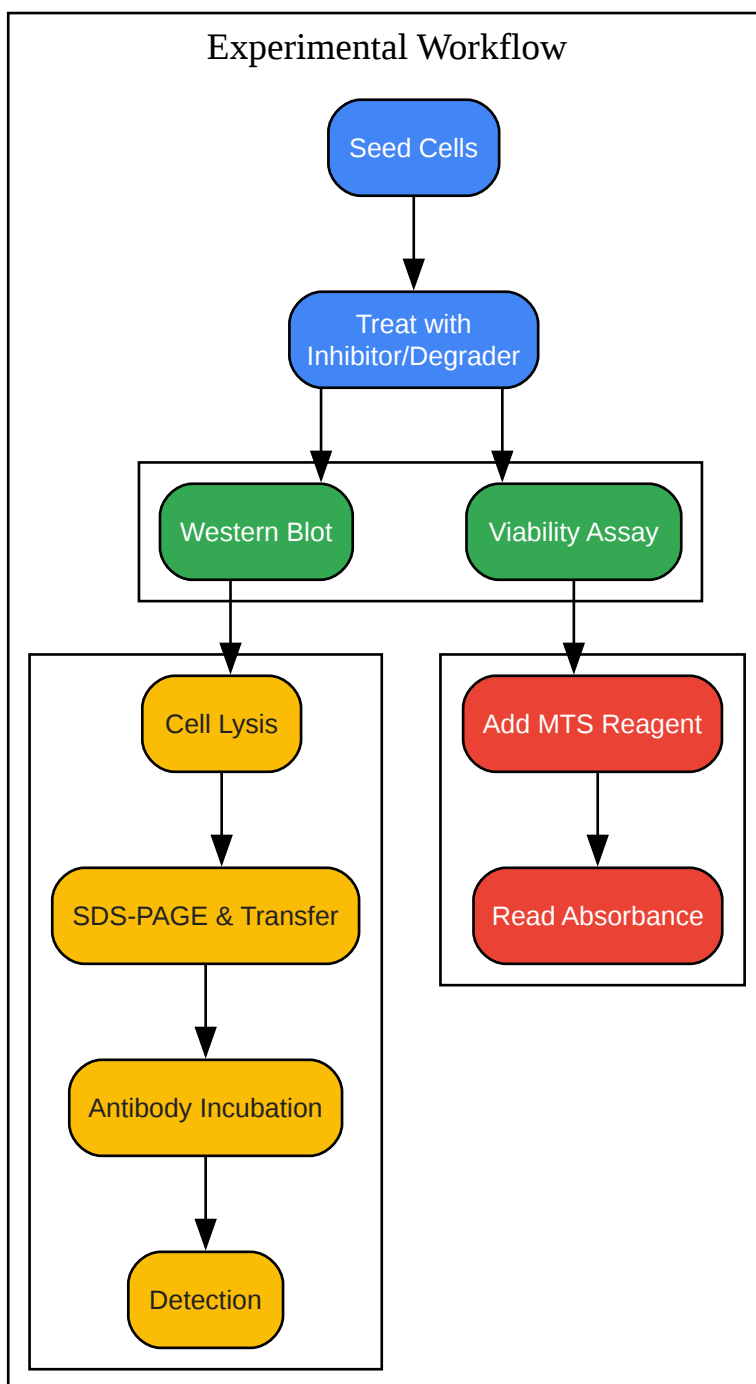 Experimental Workflow
Seed Cells
Treat with
Inhibitor/Degrader
Western Blot
Viability Assay
Cell Lysis
Add MTS Reagent
SDS-PAGE & Transfer
Read Absorbance
Antibody Incubation
Detection